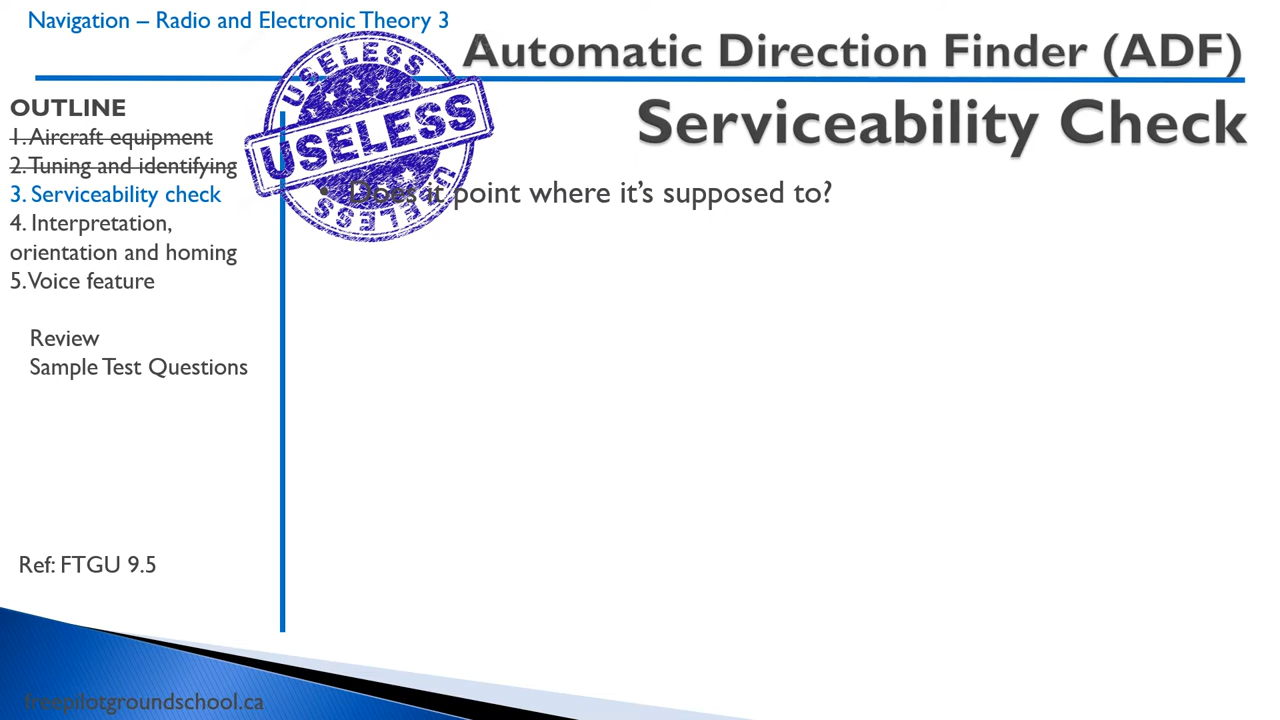 Navigation – Radio and Electronic Theory 3
Automatic Direction Finder (ADF)
Serviceability Check
OUTLINE
1. Aircraft equipment
2. Tuning and identifying
3. Serviceability check
4. Interpretation,
orientation and homing
5. Voice feature
Review
Sample Test Questions
Ref: FTGU 9.5
USELESS
USELESS
USELESS
• Does it point where it’s supposed to?
freepilotgroundschool.ca